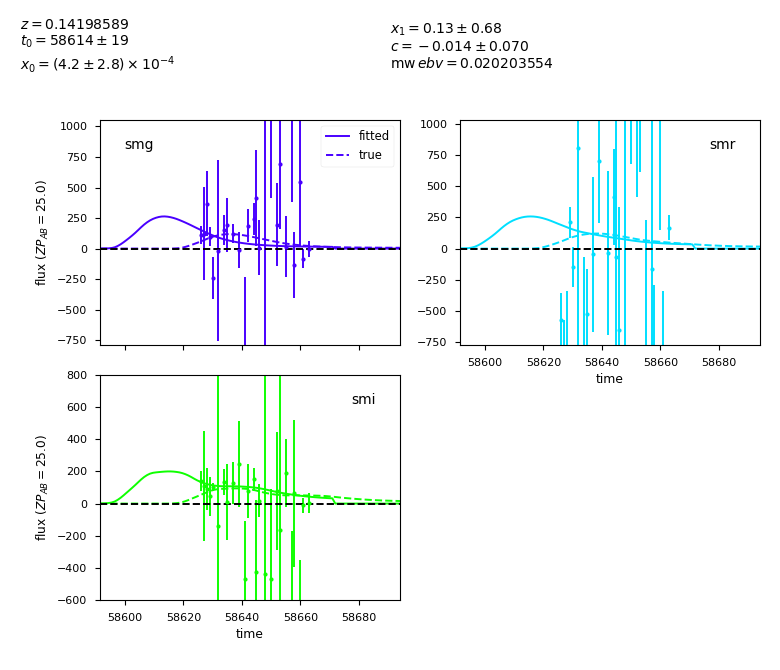 z = 0.14198589
t₀ = 58614 ± 19
x₀ = (4.2 ± 2.8) × 10⁻⁴
x₁ = 0.13 ± 0.68
c = −0.014 ± 0.070
mw ebv = 0.020203554
smg
fitted
true
1000
750
500
250
0
−250
−500
−750
flux (ZP_AB = 25.0)
smr
1000
750
500
250
0
−250
−500
−750
58600 58620 58640 58660 58680
time
smi
800
600
400
200
0
−200
−400
−600
flux (ZP_AB = 25.0)
58600 58620 58640 58660 58680
time